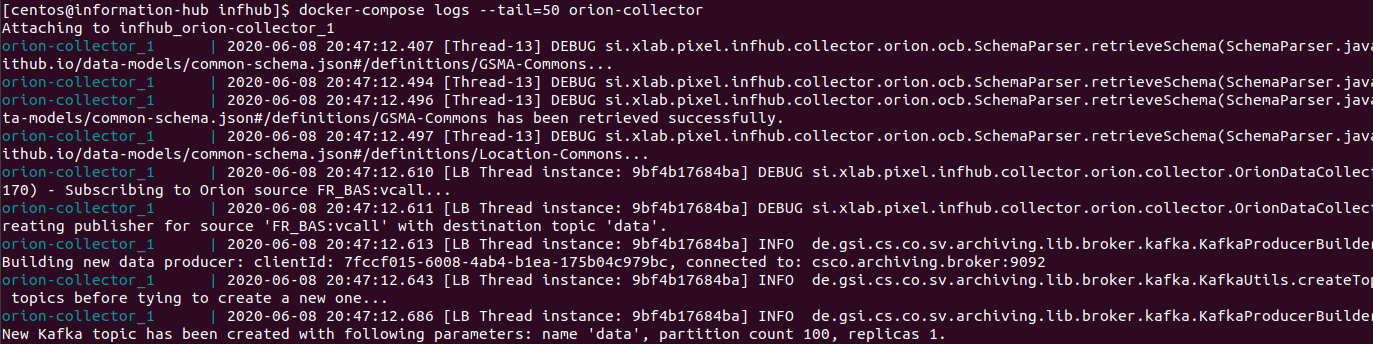 [centos@information-hub infhub]$ docker-compose logs --tail=50 orion-collector
Attaching to infhub_orion-collector_1
orion-collector_1 | 2020-06-08 20:47:12.407 [Thread-13] DEBUG si.xlab.pixel.infhub.collector.orion.ocb.SchemaParser.retrieveSchema(SchemaParser.java
ithub.io/data-models/common-schema.json#/definitions/GSMA-Commons...
orion-collector_1 | 2020-06-08 20:47:12.494 [Thread-13] DEBUG si.xlab.pixel.infhub.collector.orion.ocb.SchemaParser.retrieveSchema(SchemaParser.java
orion-collector_1 | 2020-06-08 20:47:12.496 [Thread-13] DEBUG si.xlab.pixel.infhub.collector.orion.ocb.SchemaParser.retrieveSchema(SchemaParser.java
ta-models/common-schema.json#/definitions/GSMA-Commons has been retrieved successfully.
orion-collector_1 | 2020-06-08 20:47:12.497 [Thread-13] DEBUG si.xlab.pixel.infhub.collector.orion.ocb.SchemaParser.retrieveSchema(SchemaParser.java
ithub.io/data-models/common-schema.json#/definitions/Location-Commons...
orion-collector_1 | 2020-06-08 20:47:12.610 [LB Thread instance: 9bf4b17684ba] DEBUG si.xlab.pixel.infhub.collector.orion.collector.OrionDataCollect
170) - Subscribing to Orion source FR_BAS:vcall...
orion-collector_1 | 2020-06-08 20:47:12.611 [LB Thread instance: 9bf4b17684ba] DEBUG si.xlab.pixel.infhub.collector.orion.collector.OrionDataCollect
reating publisher for source 'FR_BAS:vcall' with destination topic 'data'.
orion-collector_1 | 2020-06-08 20:47:12.613 [LB Thread instance: 9bf4b17684ba] INFO de.gsi.cs.co.sv.archiving.lib.broker.kafka.KafkaProducerBuilder
Building new data producer: clientId: 7fccf015-6008-4ab4-b1ea-175b04c979bc, connected to: csco.archiving.broker:9092
orion-collector_1 | 2020-06-08 20:47:12.643 [LB Thread instance: 9bf4b17684ba] INFO de.gsi.cs.co.sv.archiving.lib.broker.kafka.KafkaUtils.createTop
topics before tying to create a new one...
orion-collector_1 | 2020-06-08 20:47:12.686 [LB Thread instance: 9bf4b17684ba] INFO de.gsi.cs.co.sv.archiving.lib.broker.kafka.KafkaProducerBuilder
New Kafka topic has been created with following parameters: name 'data', partition count 100, replicas 1.